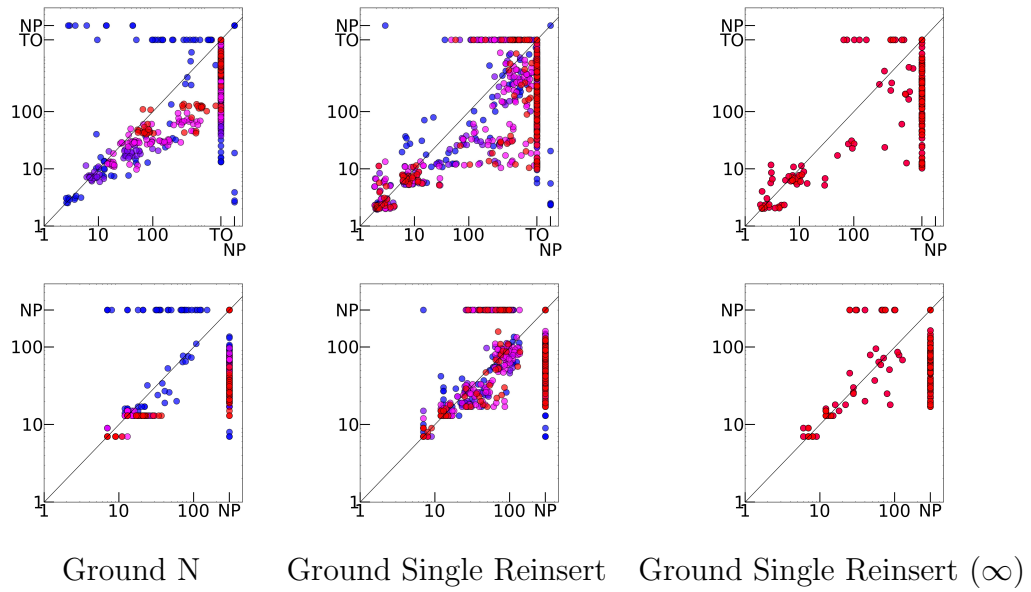 NP NP NP
TO TO TO
100 100 100
10 10 10
1 1 1
1 10 100 TO 1 10 100 TO 1 10 100 TO
NP NP NP
NP NP NP
100 100 100
10 10 10
1 1 1
1 10 100 NP 1 10 100 NP 1 10 100 NP
Ground N Ground Single Reinsert Ground Single Reinsert (∞)